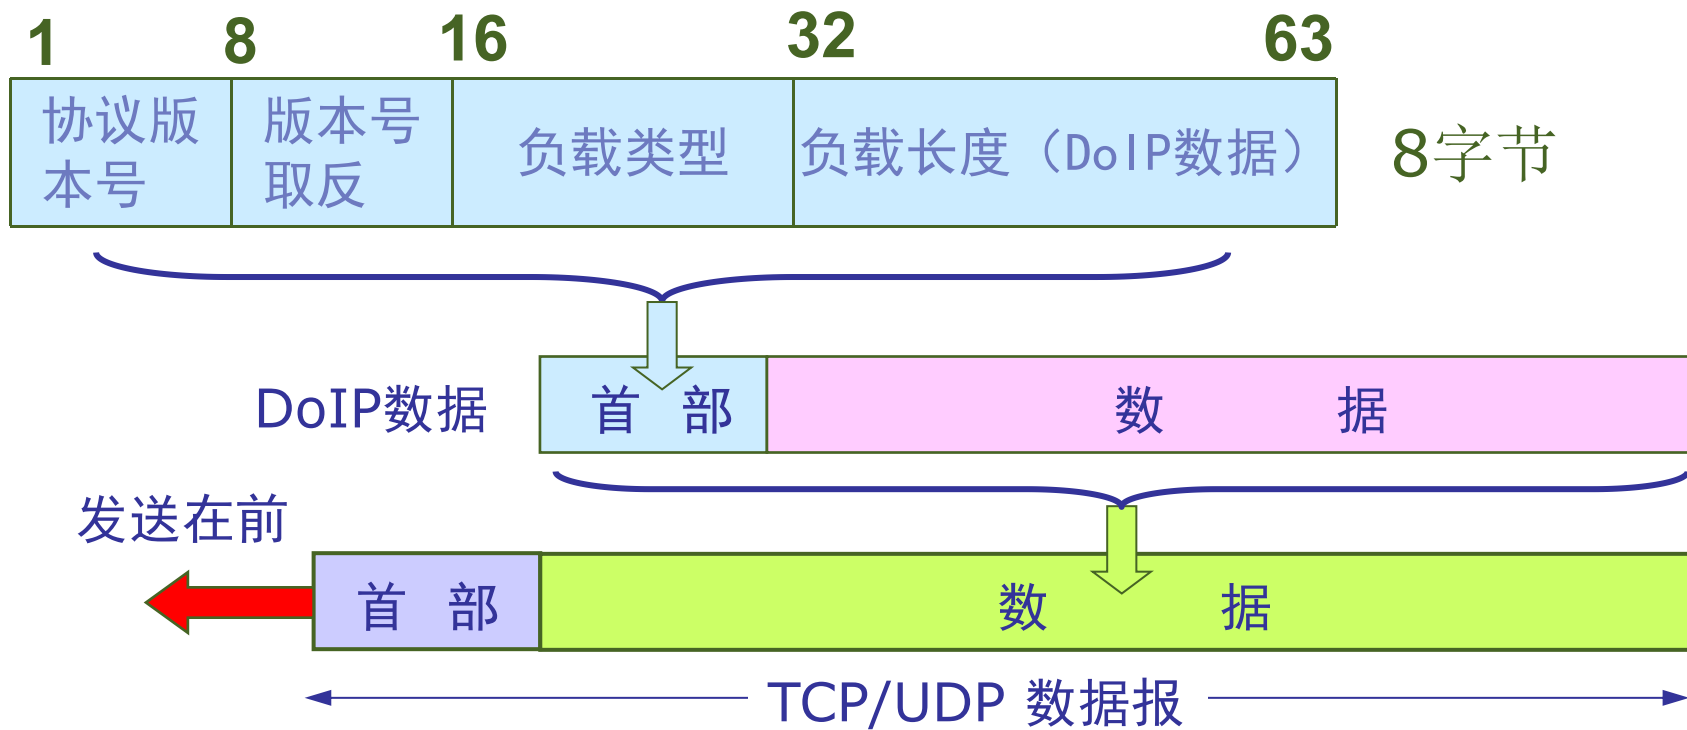 1 8 16 32 63
协议版 版本号
本号 取反
负载类型 负载长度（DoIP数据） 8字节
DoIP数据 首 部 数 据
发送在前
首 部 数 据
TCP/UDP 数据报